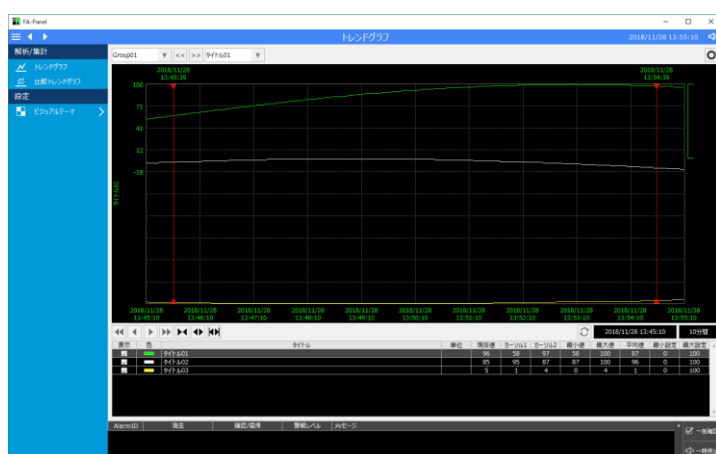 FA-Panel
トレンドグラフ 2018/11/28 13:55:10
解析/集計
トレンドグラフ
比較トレンドグラフ
設定
ビジュアルテーマ
Group01 << >> タイトル01
2018/11/28 2018/11/28
13:45:39 13:54:39
100
71
41
12
-18
タイトル01
2018/11/28 2018/11/28 2018/11/28 2018/11/28 2018/11/28 2018/11/28 2018/11/28 2018/11/28 2018/11/28 2018/11/28 2018/11/28
13:45:10 13:46:10 13:47:10 13:48:10 13:49:10 13:50:10 13:51:10 13:52:10 13:53:10 13:54:10 13:55:10
2018/11/28 13:45:10 10分間
表示 色 タイトル 単位 現在値 カーソル1 カーソル2 最小値 最大値 平均値 最小設定 最大設定
タイトル01 96 58 97 58 100 87 0 100
タイトル02 85 95 87 87 100 96 0 100
タイトル03 5 1 4 0 4 1 0 100
AlarmID 発生 確認/復帰 警報レベル メッセージ
一括確認
一時停止